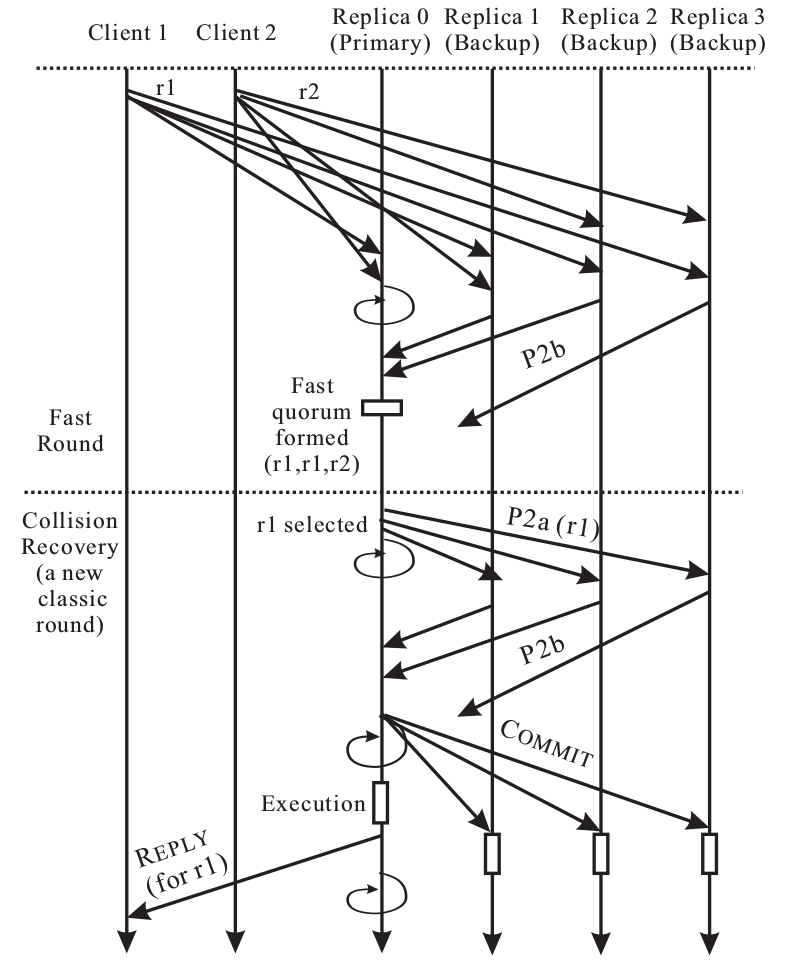 Client 1
Client 2
Replica 0
(Primary)
Replica 1
(Backup)
Replica 2
(Backup)
Replica 3
(Backup)
r1
r2
P2b
Fast
quorum
formed
(r1,r1,r2)
Fast
Round
Collision
Recovery
(a new
classic
round)
r1 selected
P2a (r1)
P2b
COMMIT
Execution
REPLY
(for r1)